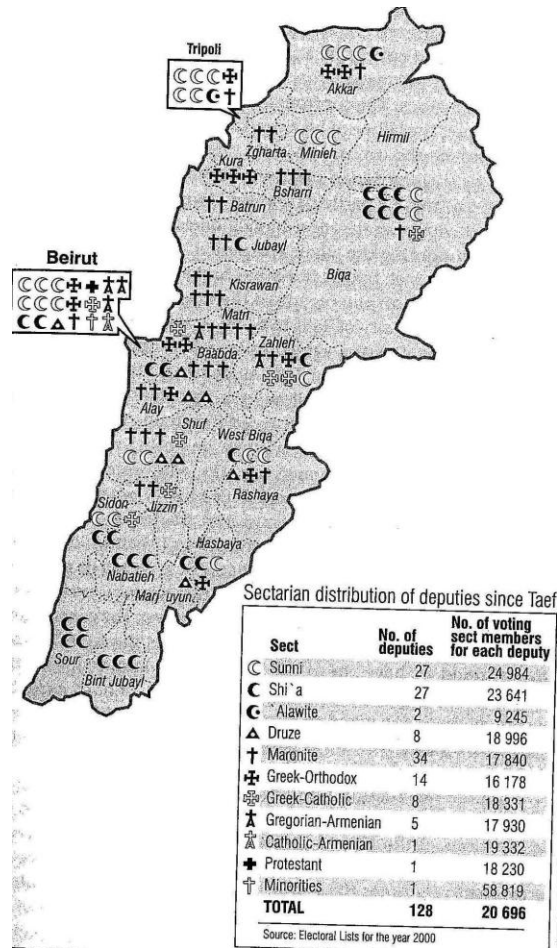 Tripoli
Akkar
Hirmil
Zgharta
Minieh
Kura
Bsharri
Batrun
Jubayl
Beirut
Biqa
Kisrawan
Matn
Baabda
Zahleh
Alay
Shuf
West Biqa
Rashaya
Jizzin
Sidon
Hasbaya
Nabatieh
Marj`uyun
Sour
Bint Jubayl
Sectarian distribution of deputies since Taef
Sect No. of deputies No. of voting sect members for each deputy
Sunni 27 24 984
Shi`a 27 23 641
`Alawite 2 9 245
Druze 8 18 996
Maronite 34 17 840
Greek-Orthodox 14 16 178
Greek-Catholic 8 18 331
Gregorian-Armenian 5 17 930
Catholic-Armenian 1 19 332
Protestant 1 18 230
Minorities 1 58 819
TOTAL 128 20 696
Source: Electoral Lists for the year 2000